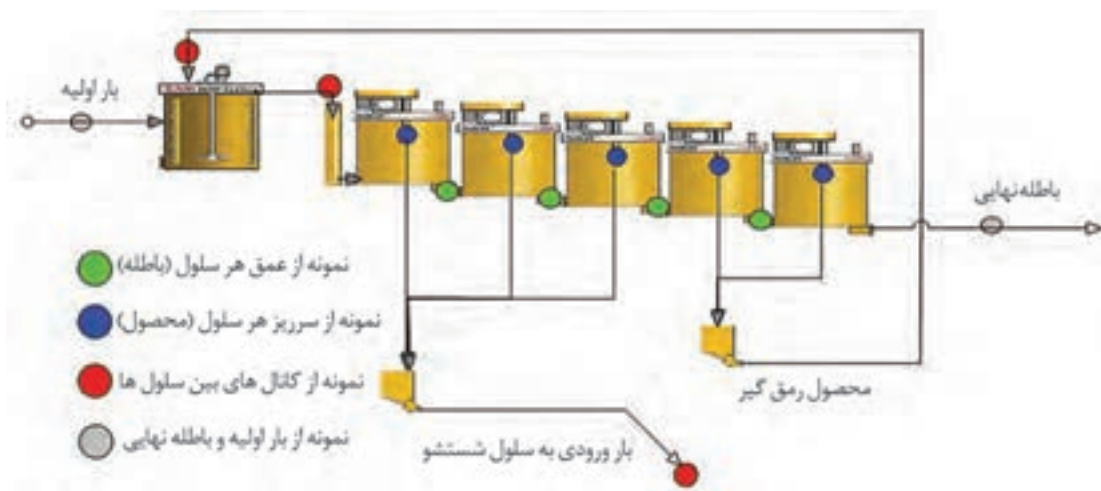 بار اولیه
باطله نهایی
نمونه از عمق هر سلول (باطله)
نمونه از سرریز هر سلول (محصول)
نمونه از کانال های بین سلول ها
نمونه از بار اولیه و باطله نهایی
محصول رمق گیر
بار ورودی به سلول شستشو